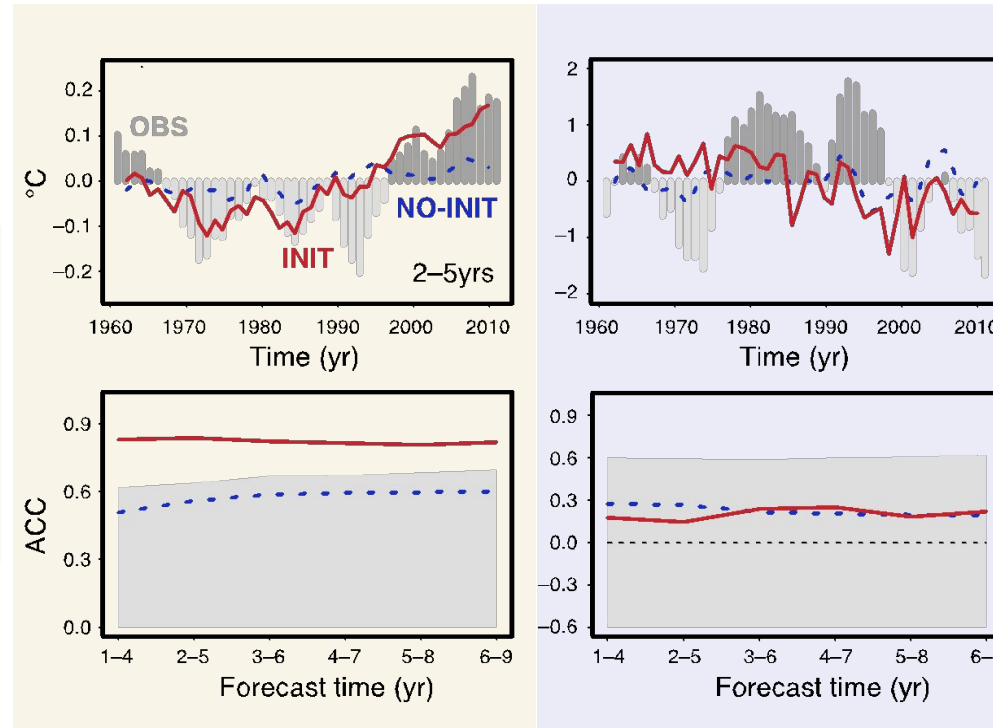 0.2
0.1
0.0
−0.1
−0.2
°C
OBS
NO-INIT
INIT
2−5yrs
1960 1970 1980 1990 2000 2010
Time (yr)
2
1
0
−1
−2
1960 1970 1980 1990 2000 2010
Time (yr)
0.9
0.6
0.3
0.0
ACC
1−4 2−5 3−6 4−7 5−8 6−9
Forecast time (yr)
0.9
0.6
0.3
0.0
−0.3
−0.6
1−4 2−5 3−6 4−7 5−8 6−
Forecast time (yr)